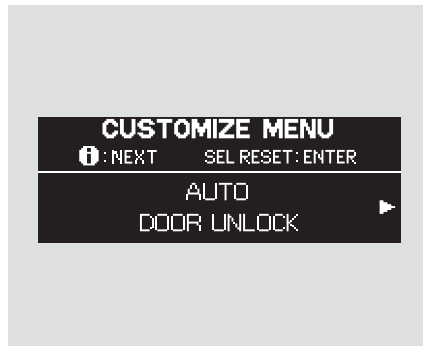 CUSTOMIZE MENU
i: NEXT SEL RESET: ENTER
AUTO
DOOR UNLOCK